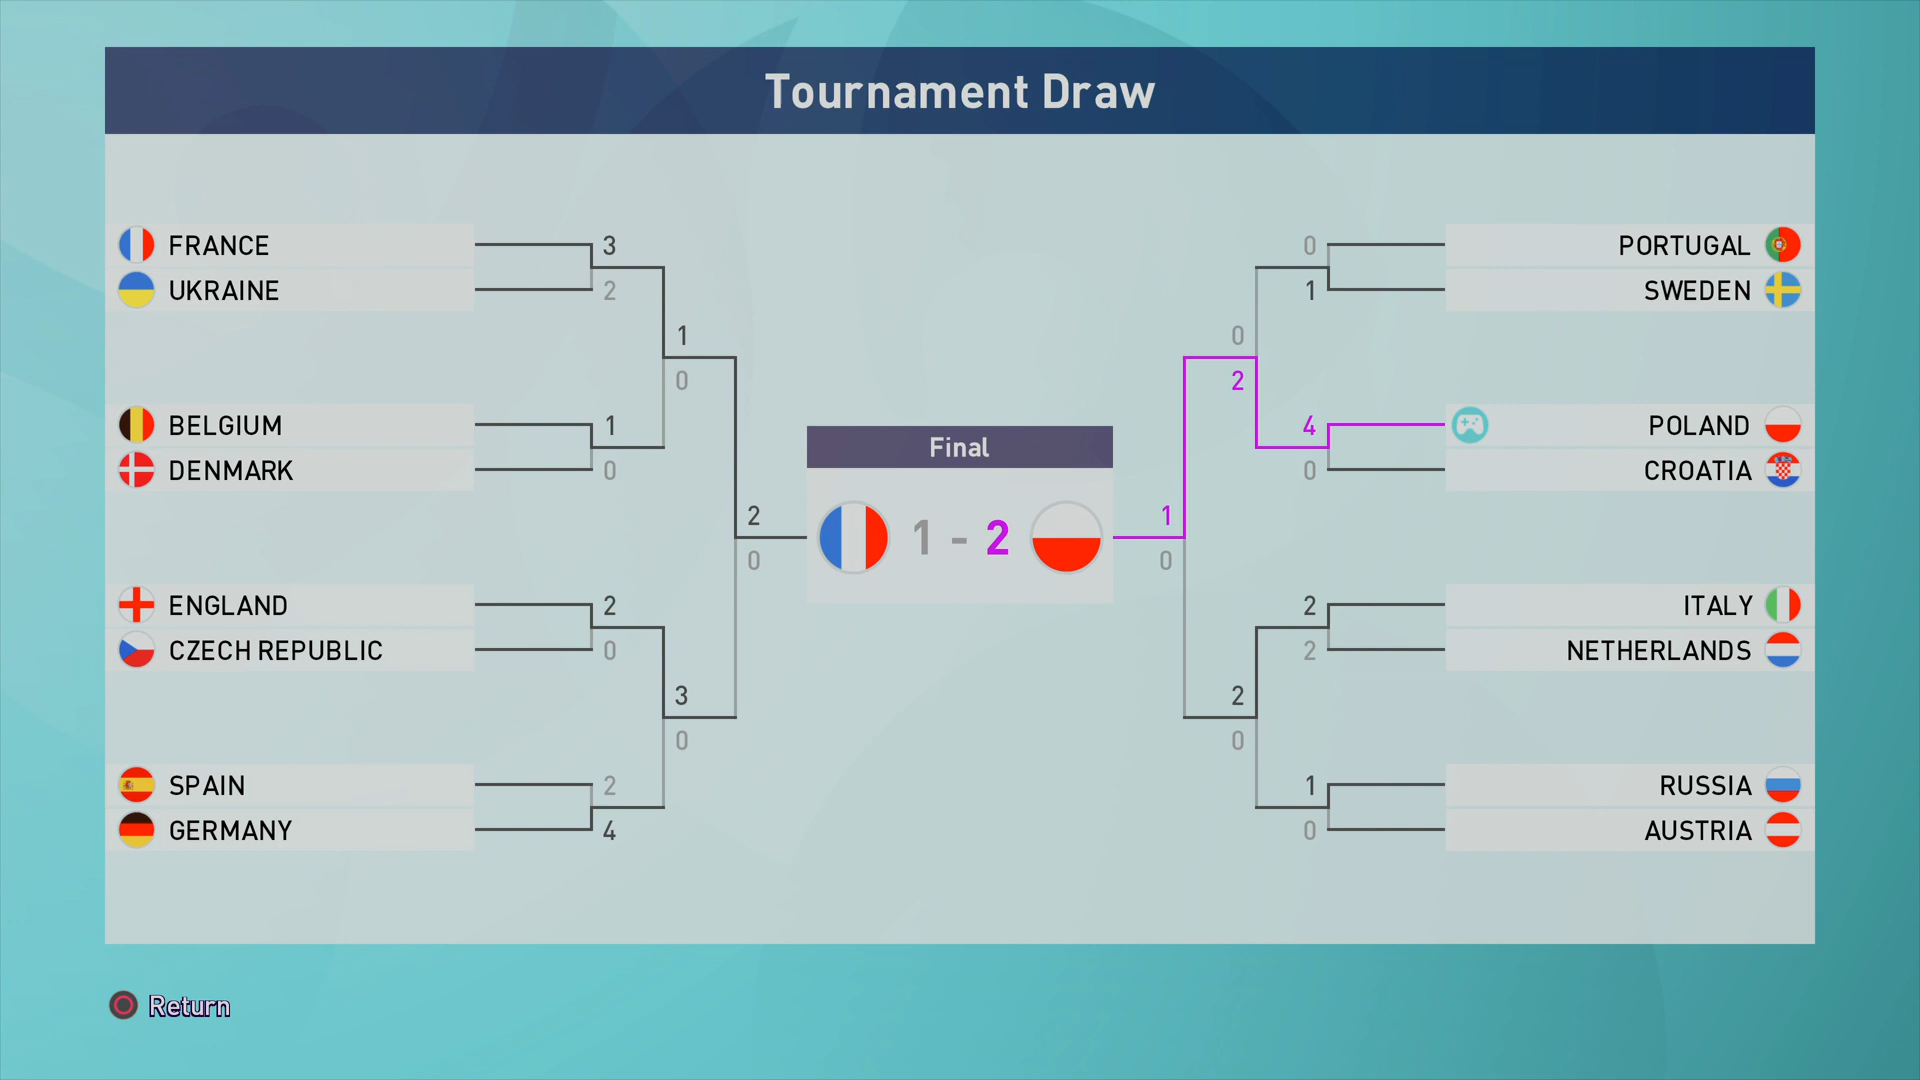 Tournament Draw
FRANCE 3
UKRAINE 2
1
0
BELGIUM 1
DENMARK 0
2
0
ENGLAND 2
CZECH REPUBLIC 0
3
0
SPAIN 2
GERMANY 4
Final
1 - 2
0 PORTUGAL
1 SWEDEN
0
2
4 POLAND
0 CROATIA
1
0
2 ITALY
2 NETHERLANDS
2
0
1 RUSSIA
0 AUSTRIA
Return